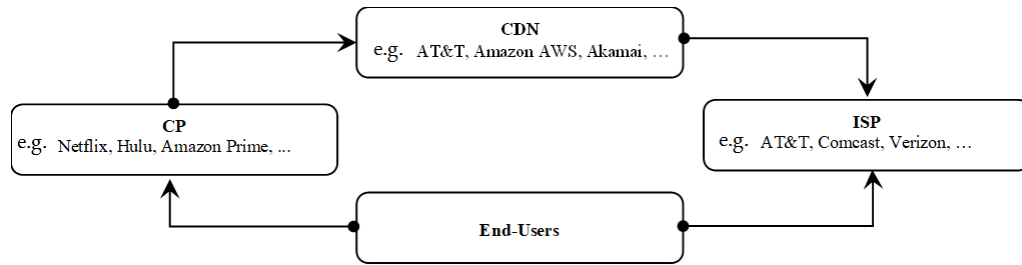 CDN
e.g. AT&T, Amazon AWS, Akamai, …
CP
e.g. Netflix, Hulu, Amazon Prime, ...
ISP
e.g. AT&T, Comcast, Verizon, …
End-Users